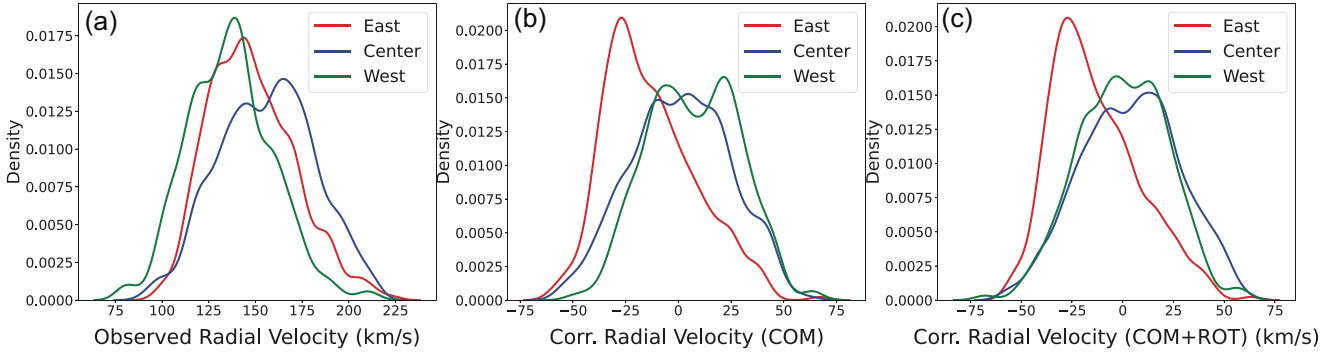 (a)
East
Center
West
Density
0.0175
0.0150
0.0125
0.0100
0.0075
0.0050
0.0025
0.0000
75 100 125 150 175 200 225
Observed Radial Velocity (km/s)
(b)
East
Center
West
Density
0.0200
0.0175
0.0150
0.0125
0.0100
0.0075
0.0050
0.0025
0.0000
−75 −50 −25 0 25 50 75
Corr. Radial Velocity (COM)
(c)
East
Center
West
Density
0.0200
0.0175
0.0150
0.0125
0.0100
0.0075
0.0050
0.0025
0.0000
−75 −50 −25 0 25 50 75
Corr. Radial Velocity (COM+ROT) (km/s)